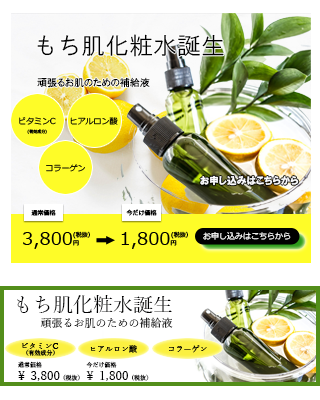 もち肌化粧水誕生
頑張るお肌のための補給液
ビタミンC
(有効成分)
ヒアルロン酸
コラーゲン
お申し込みはこちらから
通常価格
今だけ価格
3,800(税抜)円
1,800(税抜)円
お申し込みはこちらから
もち肌化粧水誕生
頑張るお肌のための補給液
ビタミンC
(有効成分)
ヒアルロン酸
コラーゲン
通常価格
今だけ価格
¥ 3,800 (税抜)
¥ 1,800 (税抜)